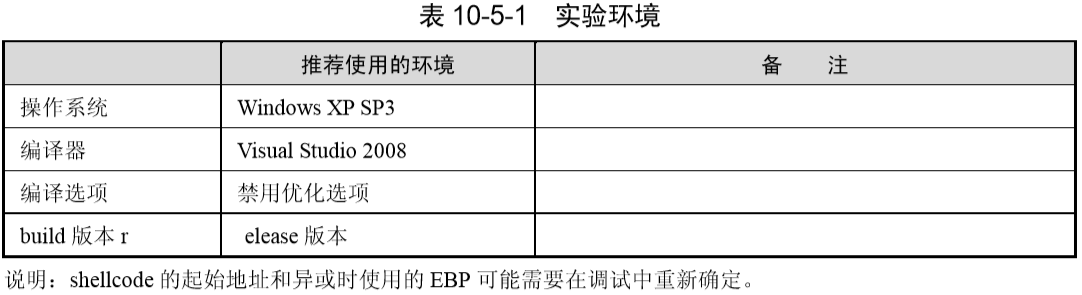 表 10-5-1 实验环境
推荐使用的环境 备 注
操作系统 Windows XP SP3
编译器 Visual Studio 2008
编译选项 禁用优化选项
build 版本 r elease 版本
说明：shellcode 的起始地址和异或时使用的 EBP 可能需要在调试中重新确定。